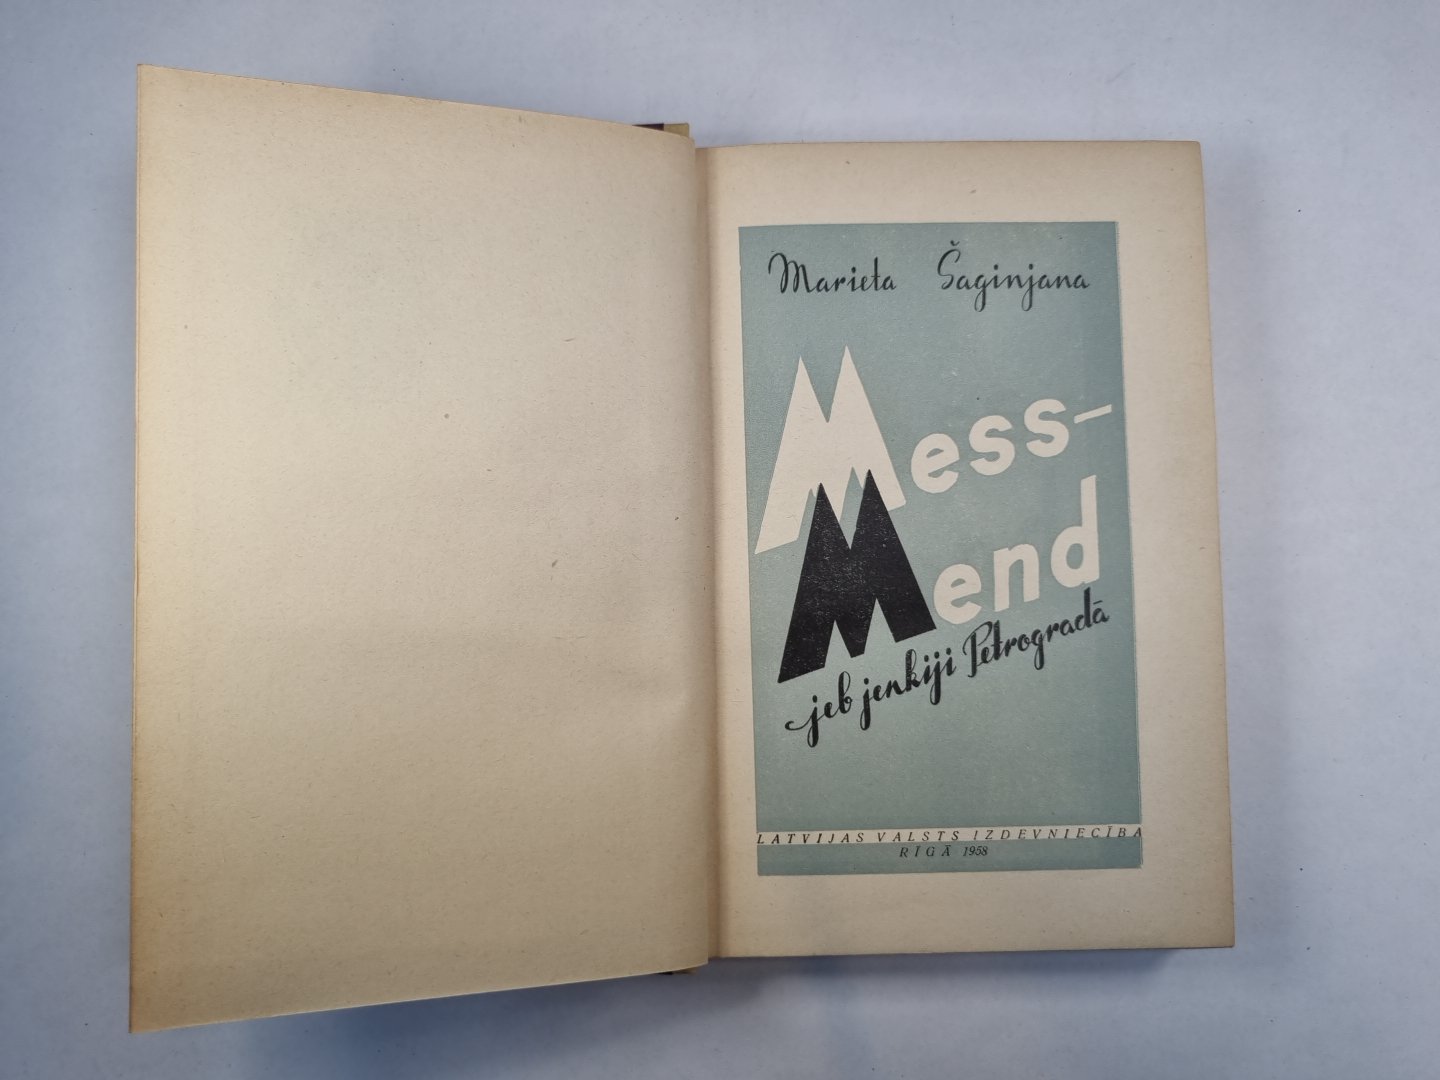 Marieta Šaginjana
Mess-
Mend
jeb jenkiji Petrogradā
LATVIJAS VALSTS IZDEVNIECĪBA
RĪGĀ 1958